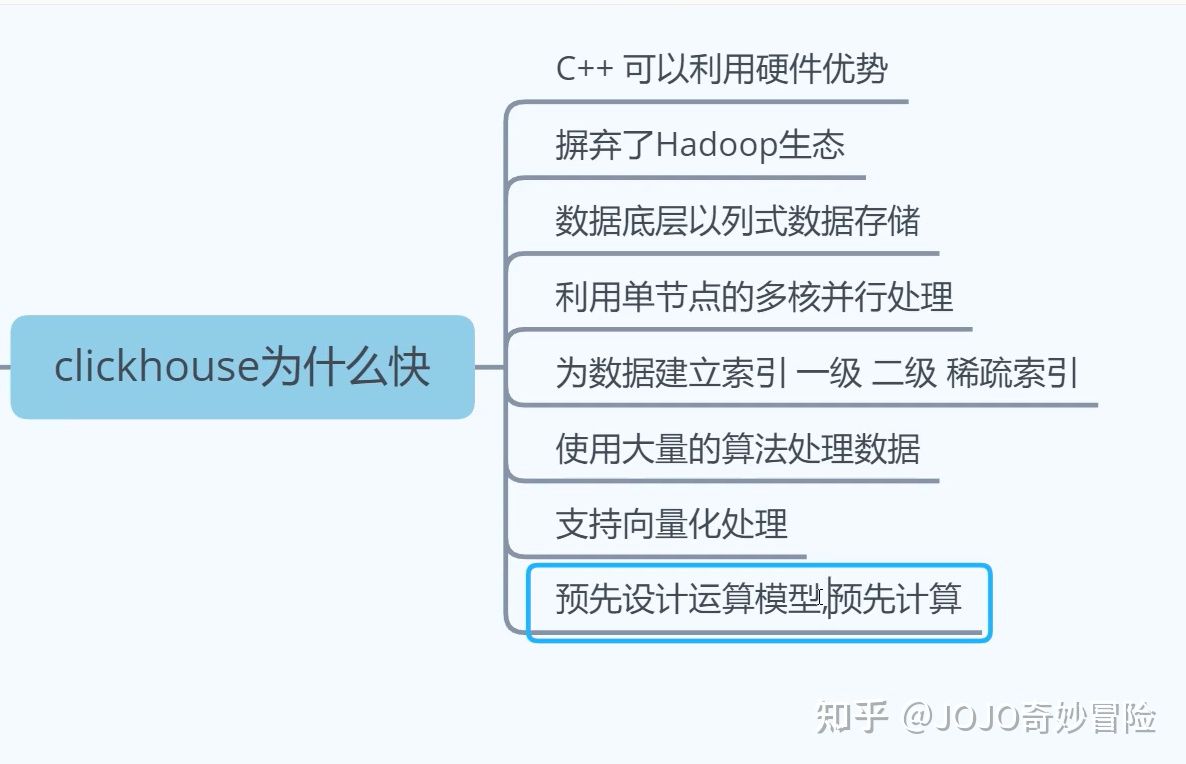 C++ 可以利用硬件优势
摒弃了Hadoop生态
数据底层以列式数据存储
利用单节点的多核并行处理
clickhouse为什么快
为数据建立索引 一级 二级 稀疏索引
使用大量的算法处理数据
支持向量化处理
预先设计运算模型,预先计算
知乎 @JOJO奇妙冒险